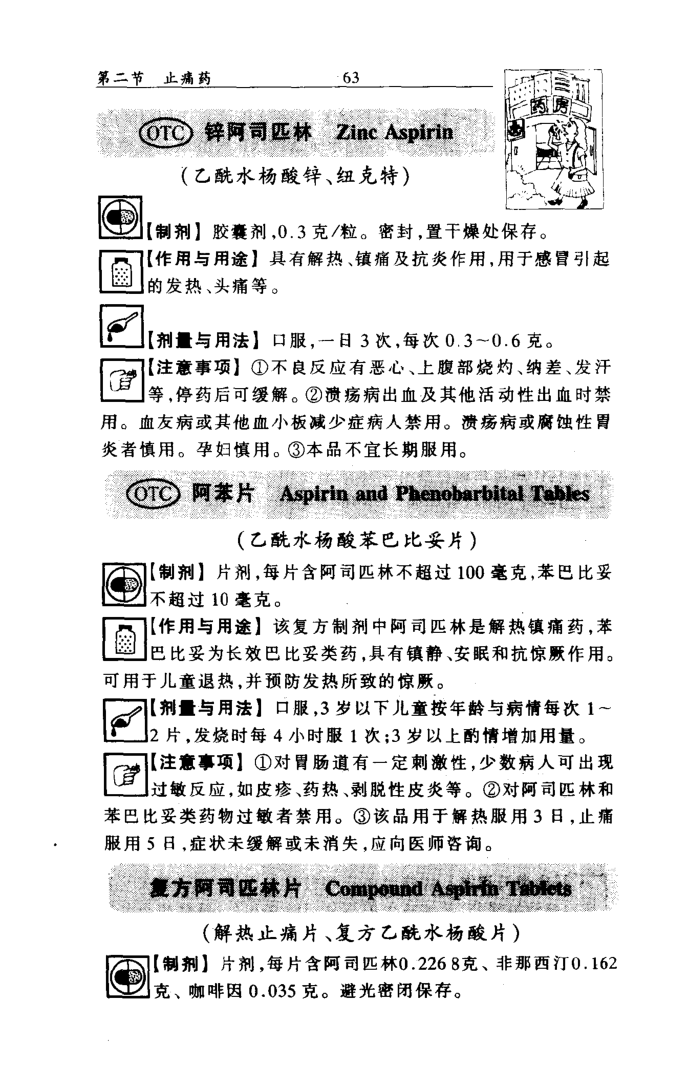 第二节　止痛药　63
药房
OTC 锌阿司匹林　Zinc Aspirin
(乙酰水杨酸锌、纽克特)
【制剂】胶囊剂,0.3克/粒。密封,置干燥处保存。
【作用与用途】具有解热、镇痛及抗炎作用,用于感冒引起
的发热、头痛等。
【剂量与用法】口服,一日3次,每次0.3~0.6克。
【注意事项】①不良反应有恶心、上腹部烧灼、纳差、发汗
等,停药后可缓解。②溃疡病出血及其他活动性出血时禁
用。血友病或其他血小板减少症病人禁用。溃疡病或腐蚀性胃
炎者慎用。孕妇慎用。③本品不宜长期服用。
OTC 阿苯片　Aspirin and Phenobarbital Tables
(乙酰水杨酸苯巴比妥片)
【制剂】片剂,每片含阿司匹林不超过100毫克,苯巴比妥
不超过10毫克。
【作用与用途】该复方制剂中阿司匹林是解热镇痛药,苯
巴比妥为长效巴比妥类药,具有镇静、安眠和抗惊厥作用。
可用于儿童退热,并预防发热所致的惊厥。
【剂量与用法】口服,3岁以下儿童按年龄与病情每次1~
2片,发烧时每4小时服1次;3岁以上酌情增加用量。
【注意事项】①对胃肠道有一定刺激性,少数病人可出现
过敏反应,如皮疹、药热、剥脱性皮炎等。②对阿司匹林和
苯巴比妥类药物过敏者禁用。③该品用于解热服用3日,止痛
服用5日,症状未缓解或未消失,应向医师咨询。
复方阿司匹林片　Compound Aspirin Tablets
(解热止痛片、复方乙酰水杨酸片)
【制剂】片剂,每片含阿司匹林0.226 8克、非那西汀0.162
克、咖啡因0.035克。避光密闭保存。